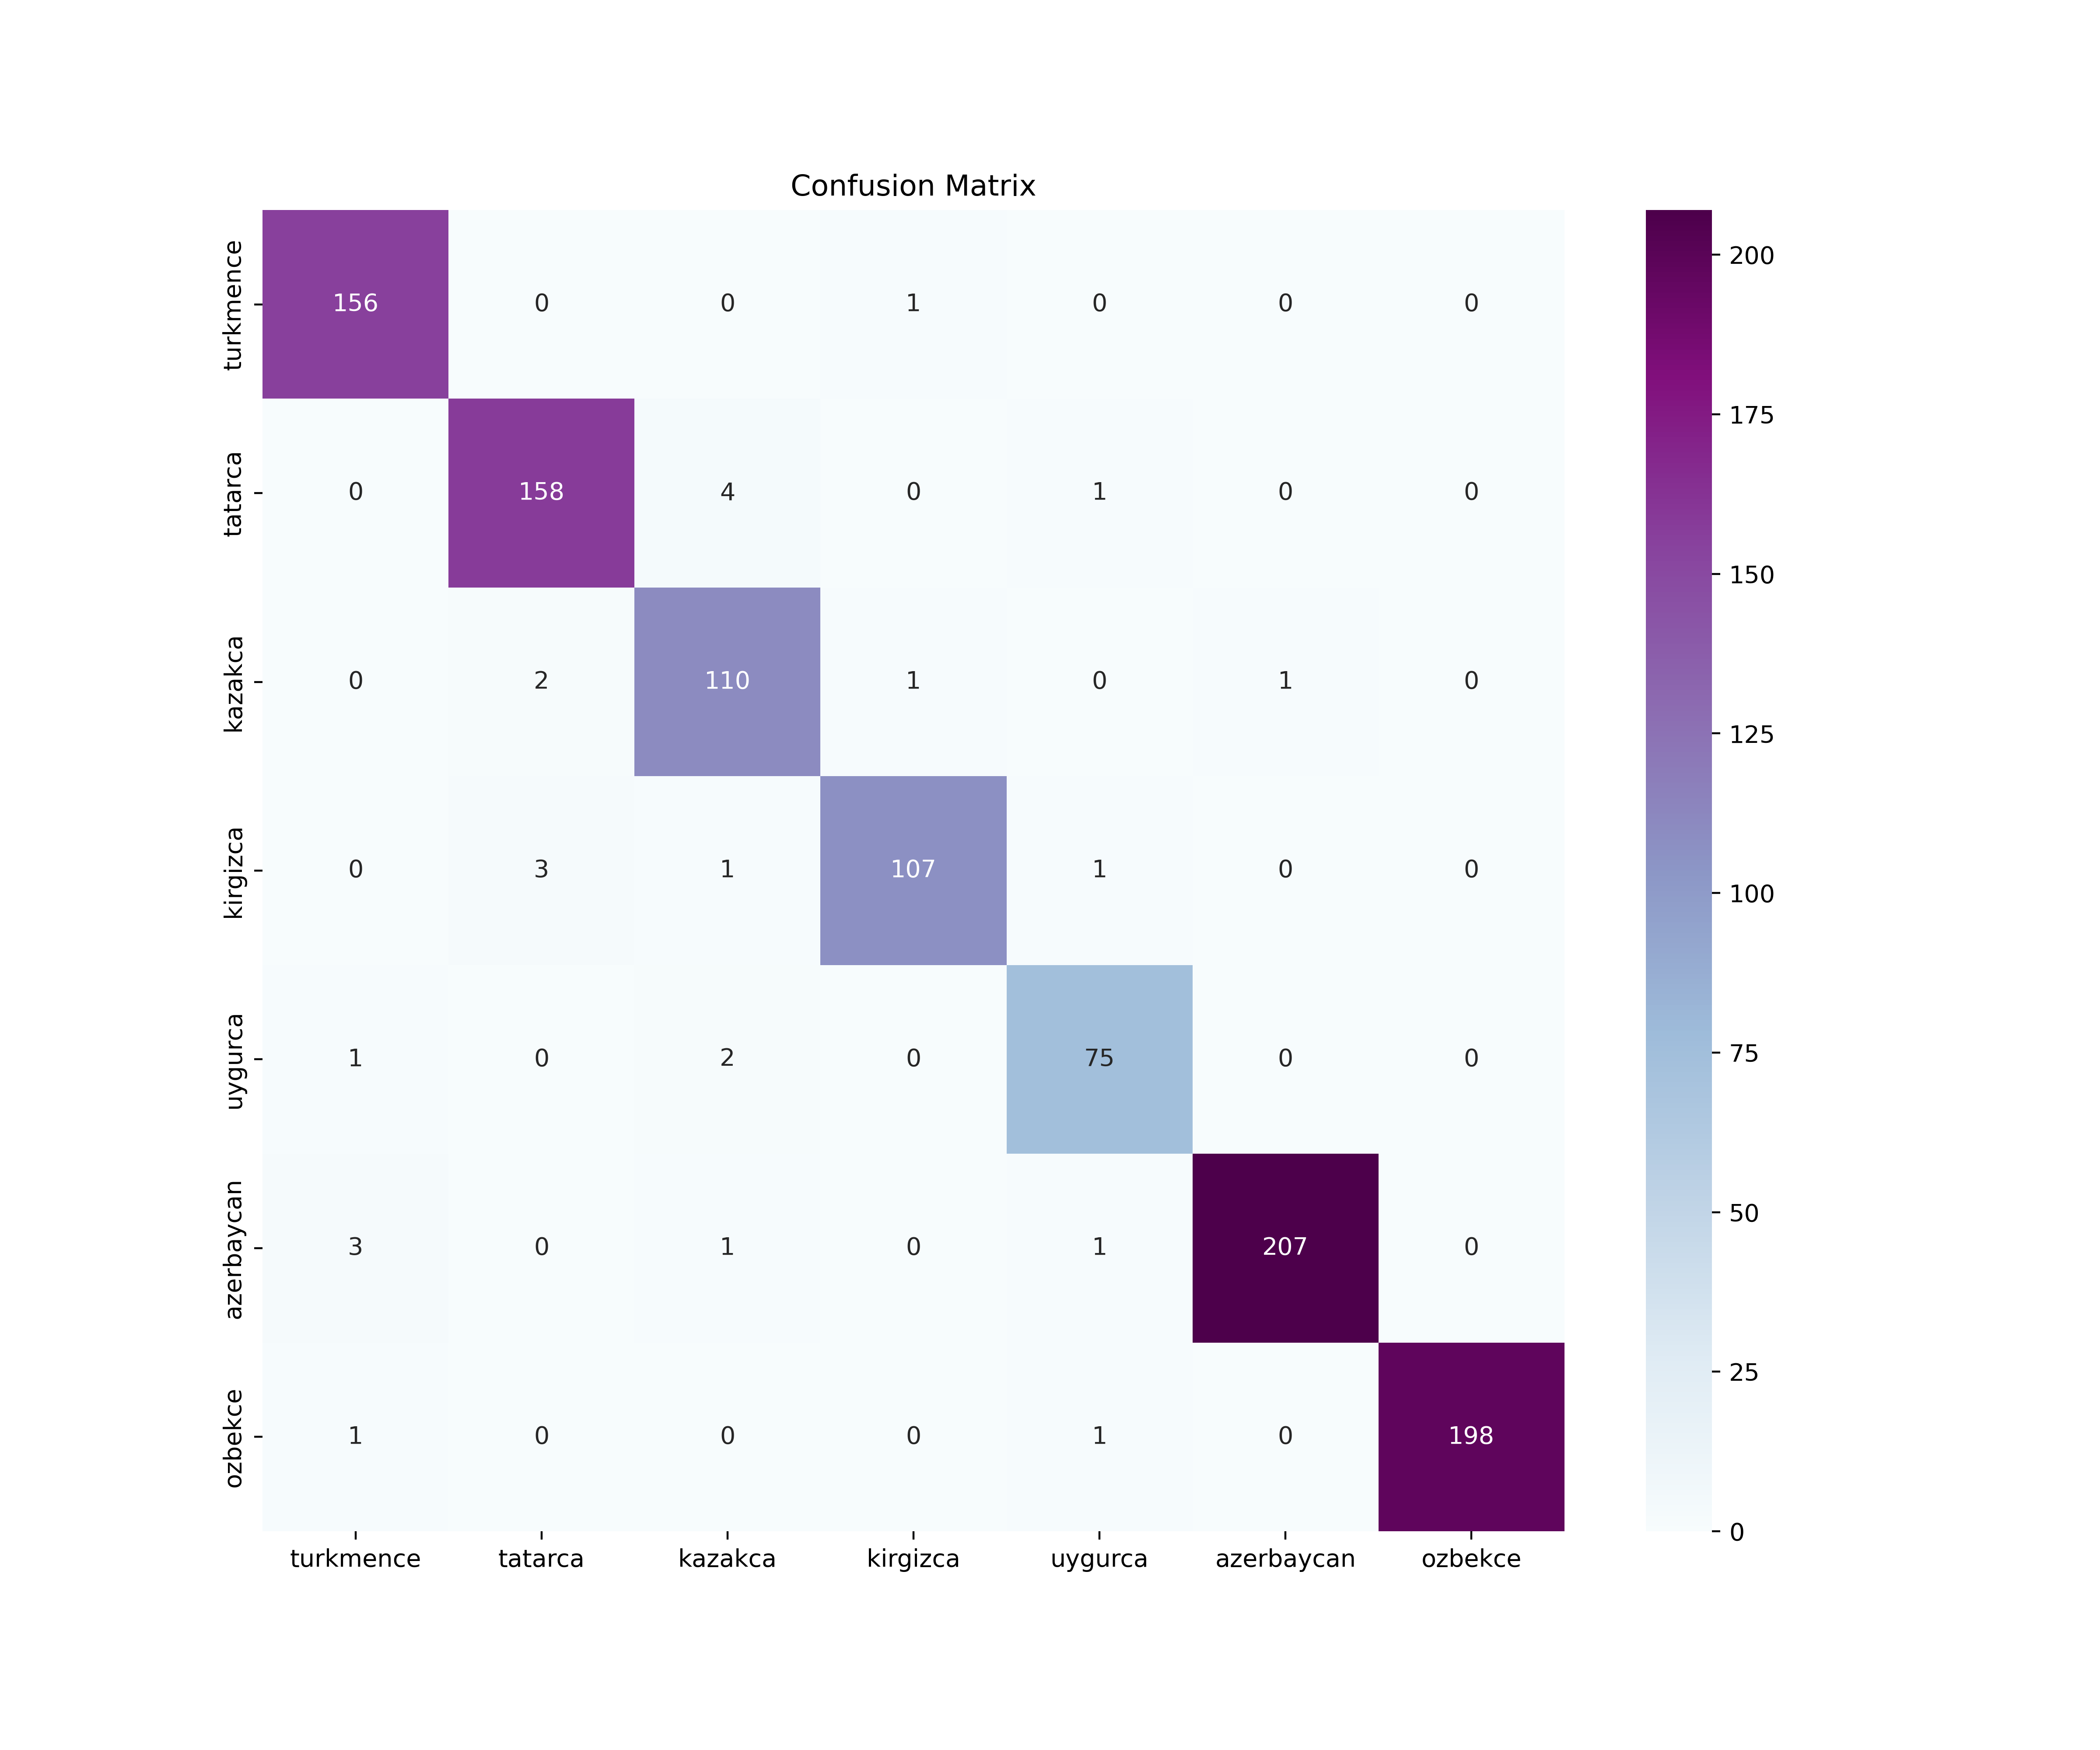 Confusion Matrix
turkmence 156 0 0 1 0 0 0
tatarca 0 158 4 0 1 0 0
kazakca 0 2 110 1 0 1 0
kirgizca 0 3 1 107 1 0 0
uygurca 1 0 2 0 75 0 0
azerbaycan 3 0 1 0 1 207 0
ozbekce 1 0 0 0 1 0 198
turkmence tatarca kazakca kirgizca uygurca azerbaycan ozbekce
200
175
150
125
100
75
50
25
0